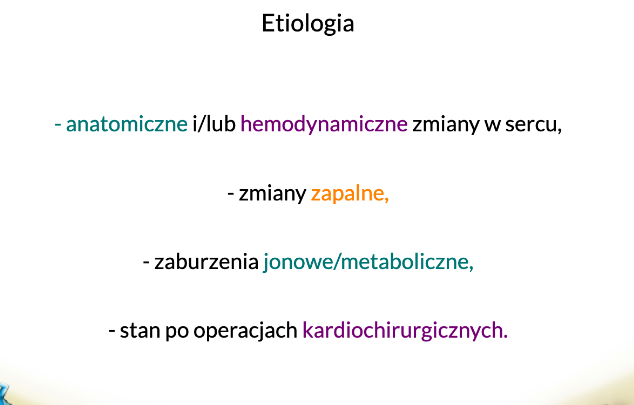 Etiologia
- anatomiczne i/lub hemodynamiczne zmiany w sercu,
- zmiany zapalne,
- zaburzenia jonowe/metaboliczne,
- stan po operacjach kardiochirurgicznych.